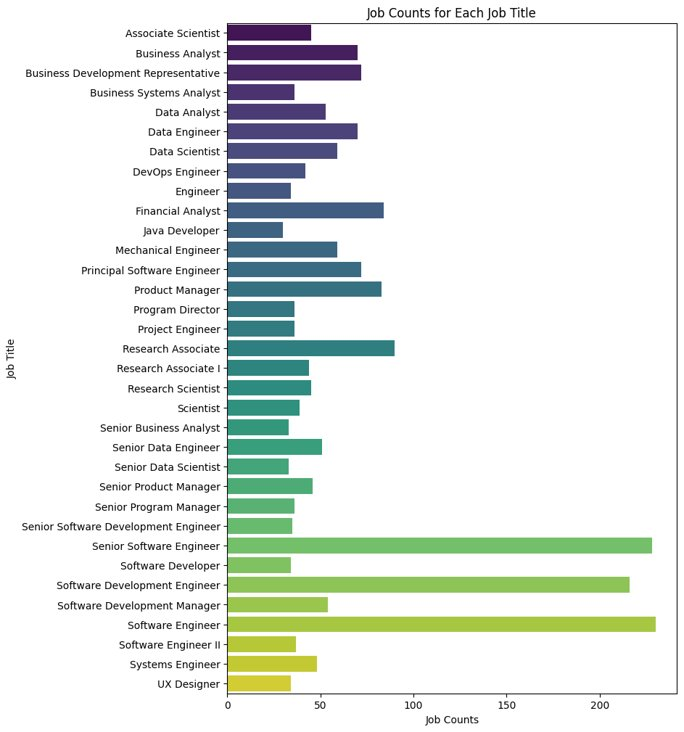 Job Counts for Each Job Title
Associate Scientist
Business Analyst
Business Development Representative
Business Systems Analyst
Data Analyst
Data Engineer
Data Scientist
DevOps Engineer
Engineer
Financial Analyst
Java Developer
Mechanical Engineer
Principal Software Engineer
Product Manager
Program Director
Project Engineer
Research Associate
Research Associate I
Research Scientist
Scientist
Senior Business Analyst
Senior Data Engineer
Senior Data Scientist
Senior Product Manager
Senior Program Manager
Senior Software Development Engineer
Senior Software Engineer
Software Developer
Software Development Engineer
Software Development Manager
Software Engineer
Software Engineer II
Systems Engineer
UX Designer
Job Title
0 50 100 150 200
Job Counts